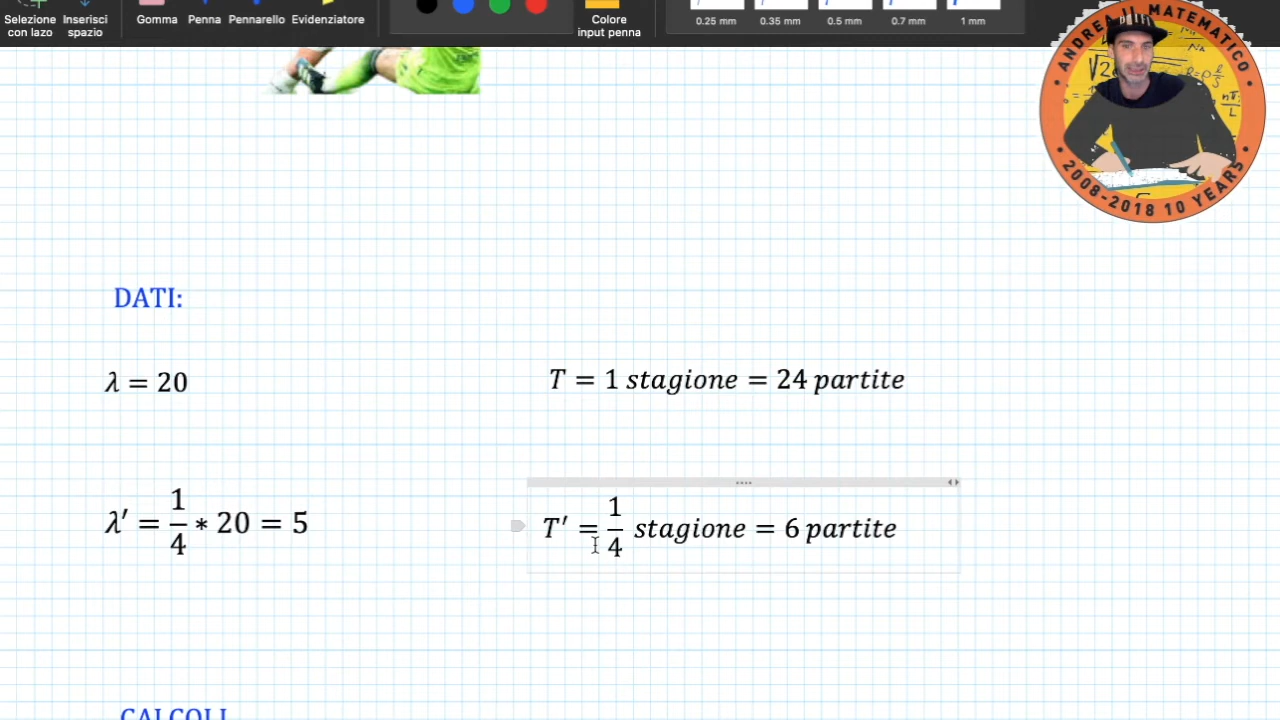 Selezione
con lazo
Inserisci
spazio
Gomma
Penna
Pennarello
Evidenziatore
Colore
input penna
0.25 mm
0.35 mm
0.5 mm
0.7 mm
1 mm
ANDREA IL MATEMATICO
2008-2018 10 YEARS
DATI:
λ = 20
T = 1 stagione = 24 partite
λ′ = 1/4 * 20 = 5
T′ = 1/4 stagione = 6 partite
CALCOLI